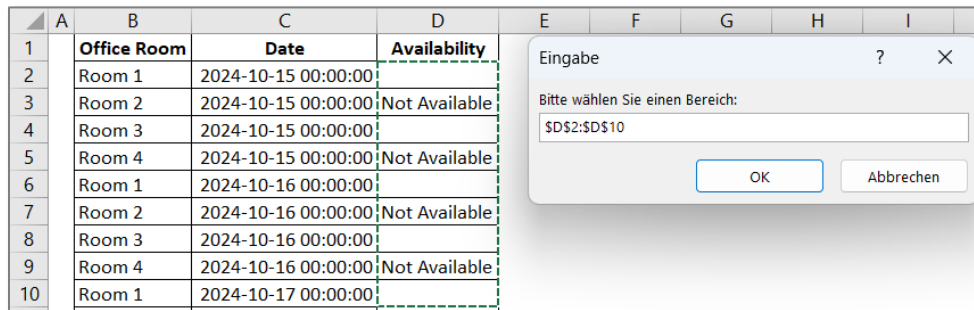 A B C D E F G H I
1 Office Room Date Availability
2 Room 1 2024-10-15 00:00:00
3 Room 2 2024-10-15 00:00:00 Not Available
4 Room 3 2024-10-15 00:00:00
5 Room 4 2024-10-15 00:00:00 Not Available
6 Room 1 2024-10-16 00:00:00
7 Room 2 2024-10-16 00:00:00 Not Available
8 Room 3 2024-10-16 00:00:00
9 Room 4 2024-10-16 00:00:00 Not Available
10 Room 1 2024-10-17 00:00:00
Eingabe ?
Bitte wählen Sie einen Bereich:
$D$2:$D$10
OK Abbrechen